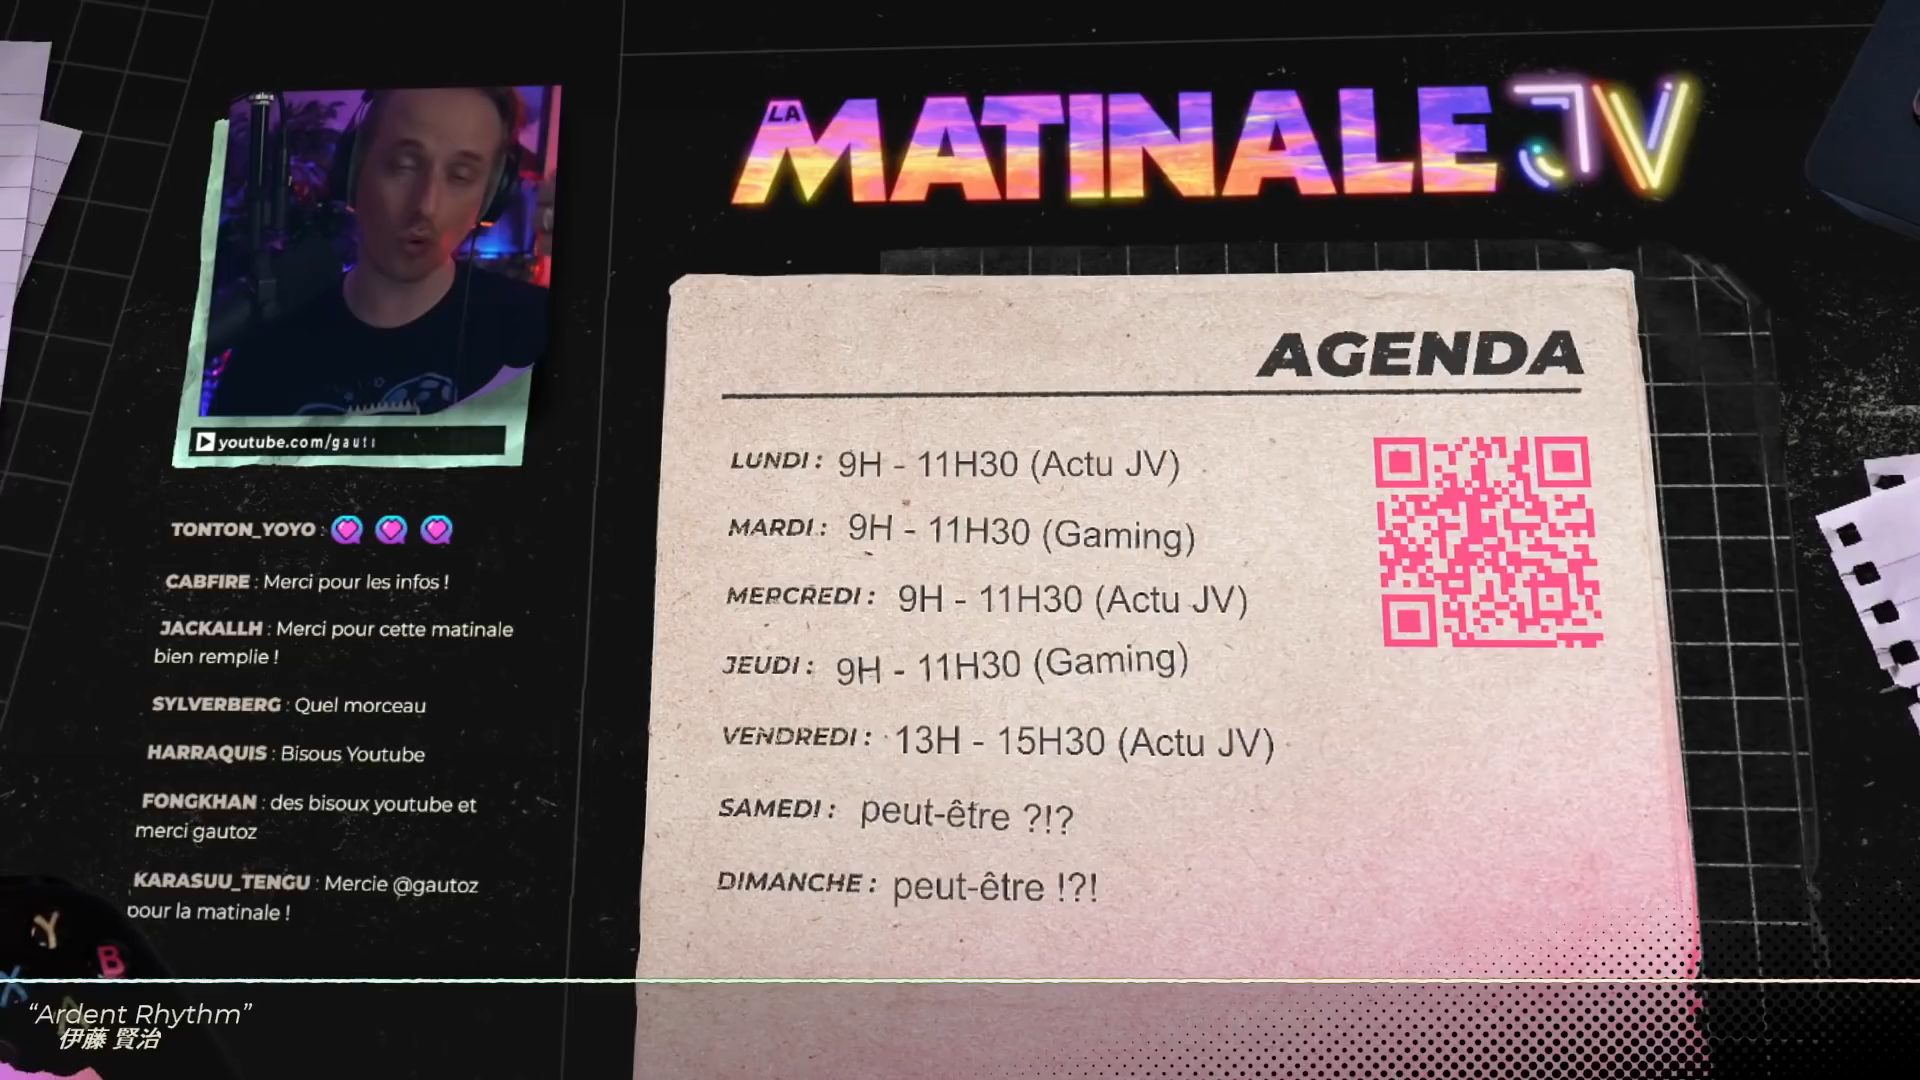 LA MATINALE JV
AGENDA
LUNDI : 9H - 11H30 (Actu JV)
MARDI : 9H - 11H30 (Gaming)
MERCREDI : 9H - 11H30 (Actu JV)
JEUDI : 9H - 11H30 (Gaming)
VENDREDI : 13H - 15H30 (Actu JV)
SAMEDI : peut-être ?!?
DIMANCHE : peut-être !?!
youtube.com/gauti
TONTON_YOYO :
CABFIRE : Merci pour les infos !
JACKALLH : Merci pour cette matinale
bien remplie !
SYLVERBERG : Quel morceau
HARRAQUIS : Bisous Youtube
FONGKHAN : des bisoux youtube et
merci gautoz
KARASUU_TENGU : Mercie @gautoz
pour la matinale !
Y
B
X
A
“Ardent Rhythm”
伊藤 賢治